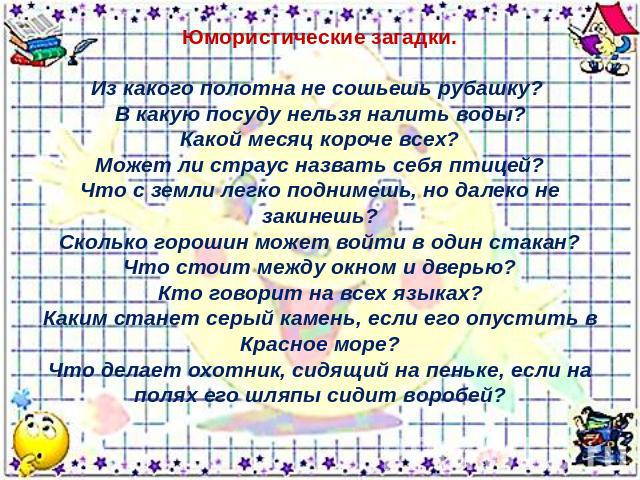 Юмористические загадки.
Из какого полотна не сошьешь рубашку?
В какую посуду нельзя налить воды?
Какой месяц короче всех?
Может ли страус назвать себя птицей?
Что с земли легко поднимешь, но далеко не
закинешь?
Сколько горошин может войти в один стакан?
Что стоит между окном и дверью?
Кто говорит на всех языках?
Каким станет серый камень, если его опустить в
Красное море?
Что делает охотник, сидящий на пеньке, если на
полях его шляпы сидит воробей?